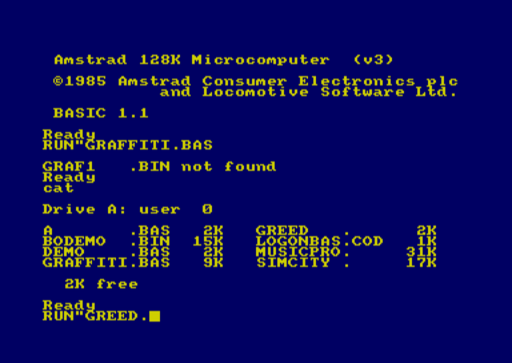 Amstrad 128K Microcomputer (v3)
©1985 Amstrad Consumer Electronics plc
and Locomotive Software Ltd.
BASIC 1.1
Ready
RUN"GRAFFITI.BAS
GRAF1 .BIN not found
Ready
cat
Drive A: user 0
A .BAS 2K GREED . 2K
BODEMO .BIN 15K LOGONBAS.COD 1K
DEMO .BAS 2K MUSICPRO. 31K
GRAFFITI.BAS 9K SIMCITY . 17K
2K free
Ready
RUN"GREED.